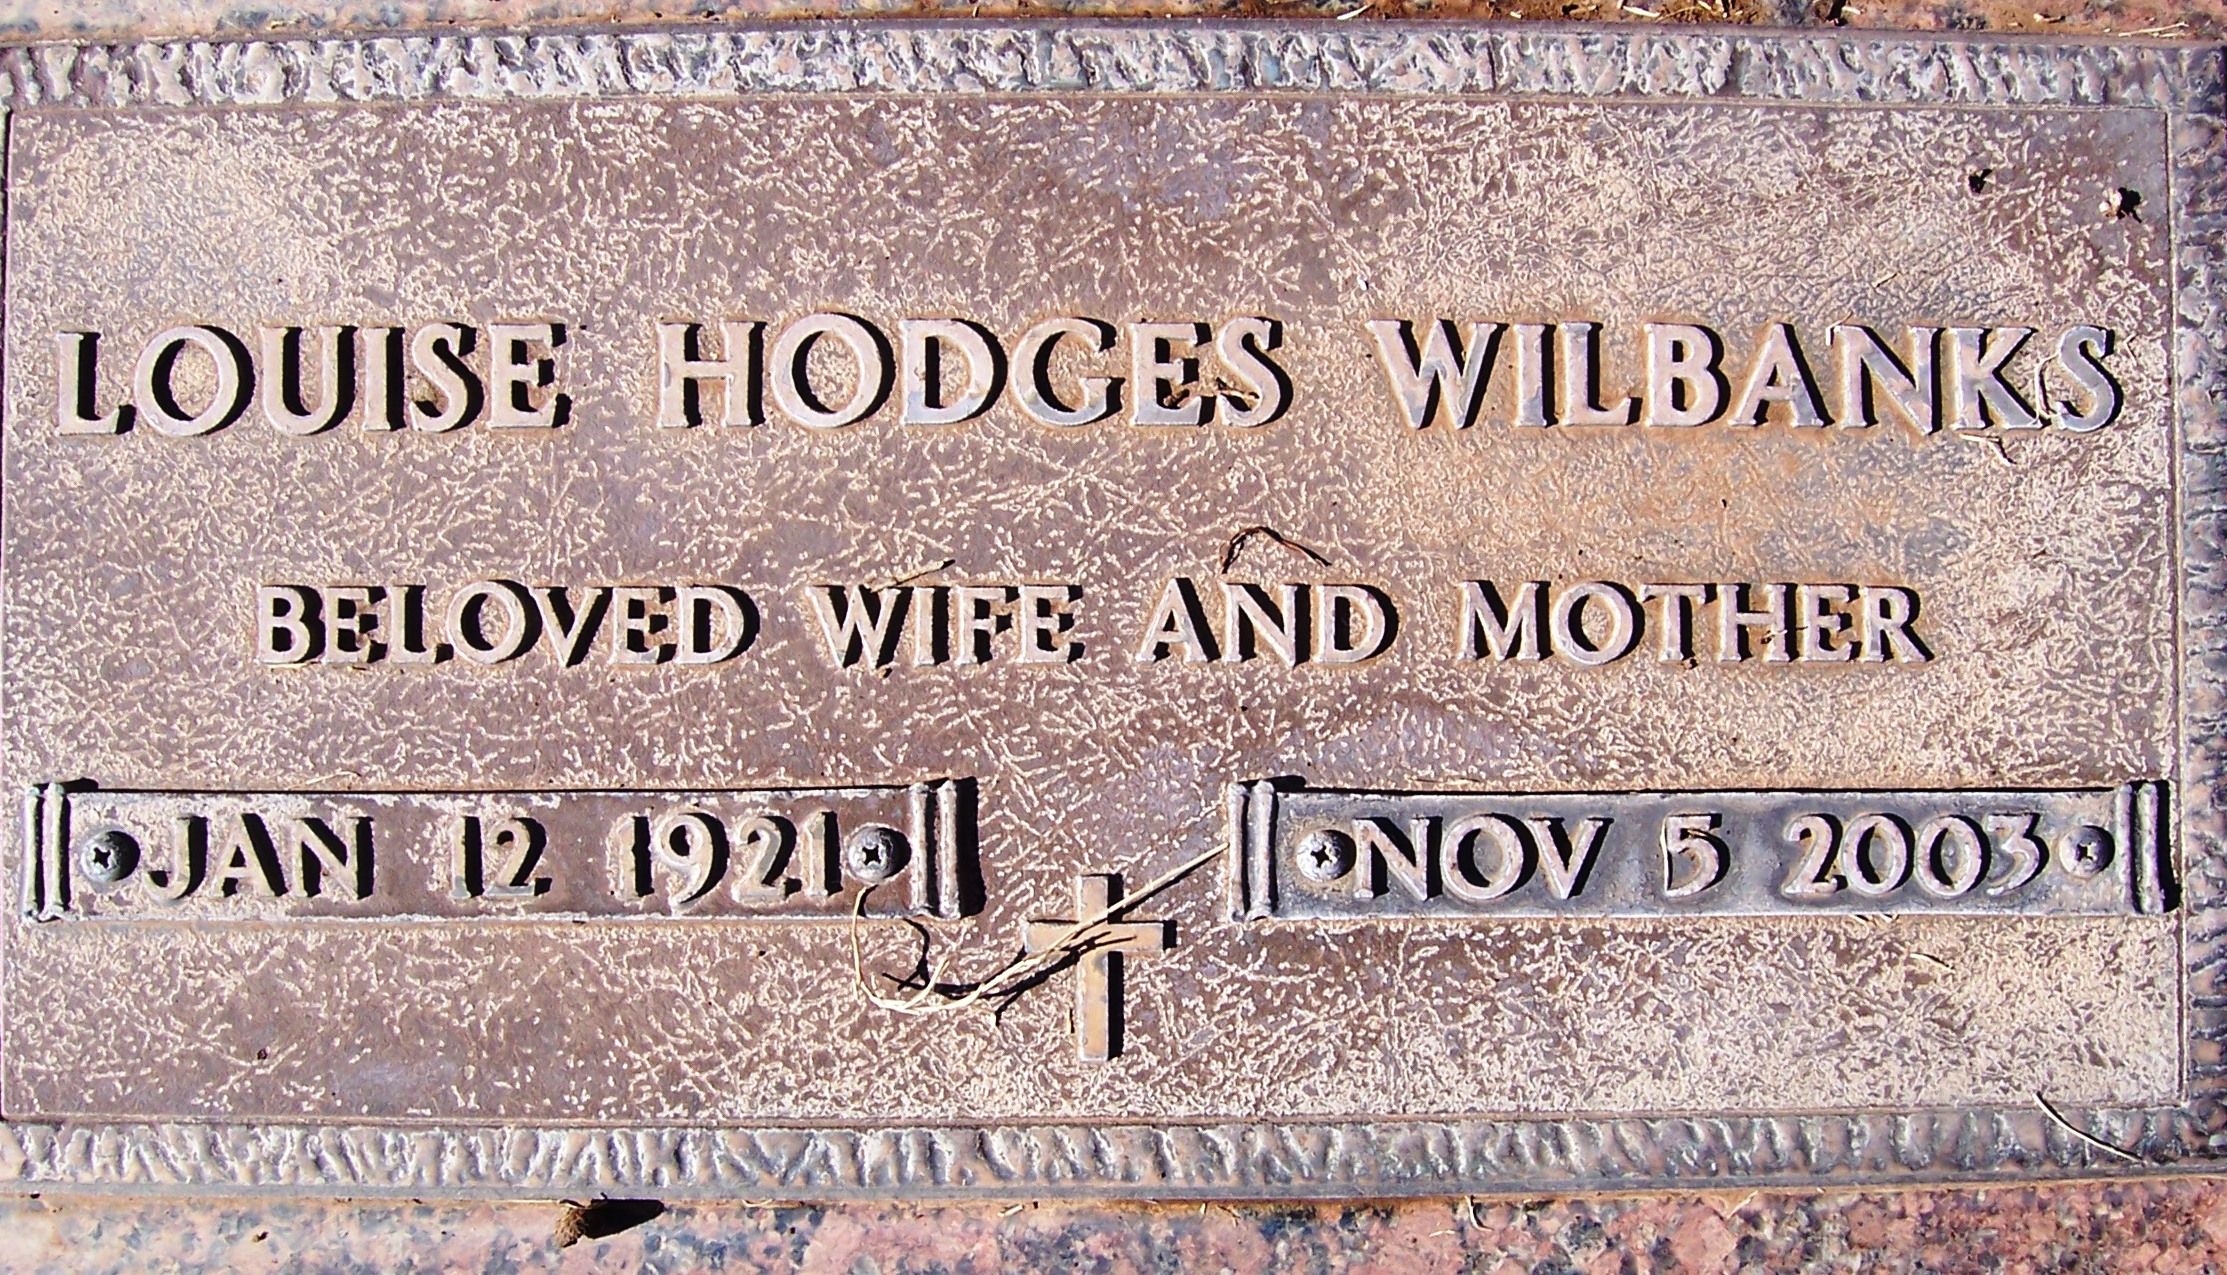 LOUISE HODGES WILBANKS
BELOVED WIFE AND MOTHER
JAN 12 1921
NOV 5 2003